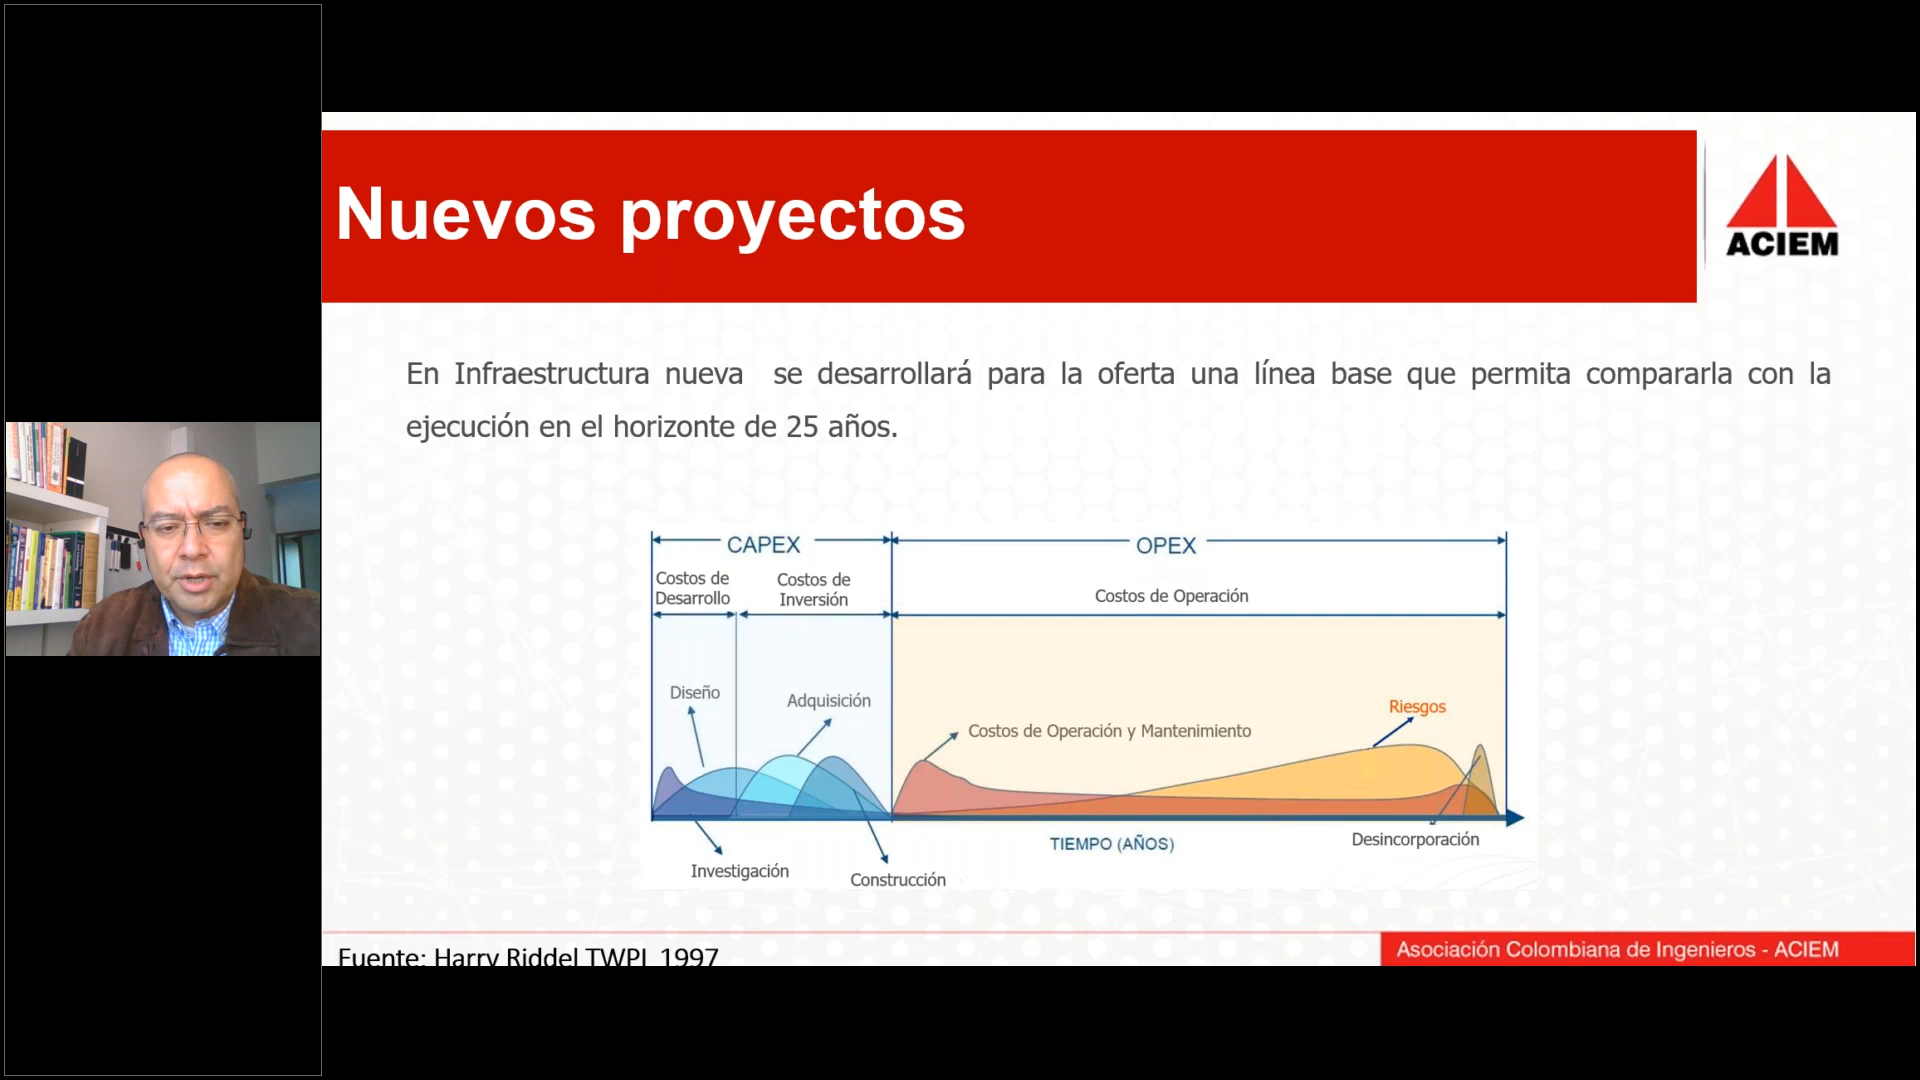 Nuevos proyectos
ACIEM
En Infraestructura nueva se desarrollará para la oferta una línea base que permita compararla con la
ejecución en el horizonte de 25 años.
CAPEX
OPEX
Costos de
Desarrollo
Costos de
Inversión
Costos de Operación
Diseño
Adquisición
Riesgos
Costos de Operación y Mantenimiento
TIEMPO (AÑOS)
Desincorporación
Investigación
Construcción
Fuente: Harry Riddel TWPL 1997
Asociación Colombiana de Ingenieros - ACIEM